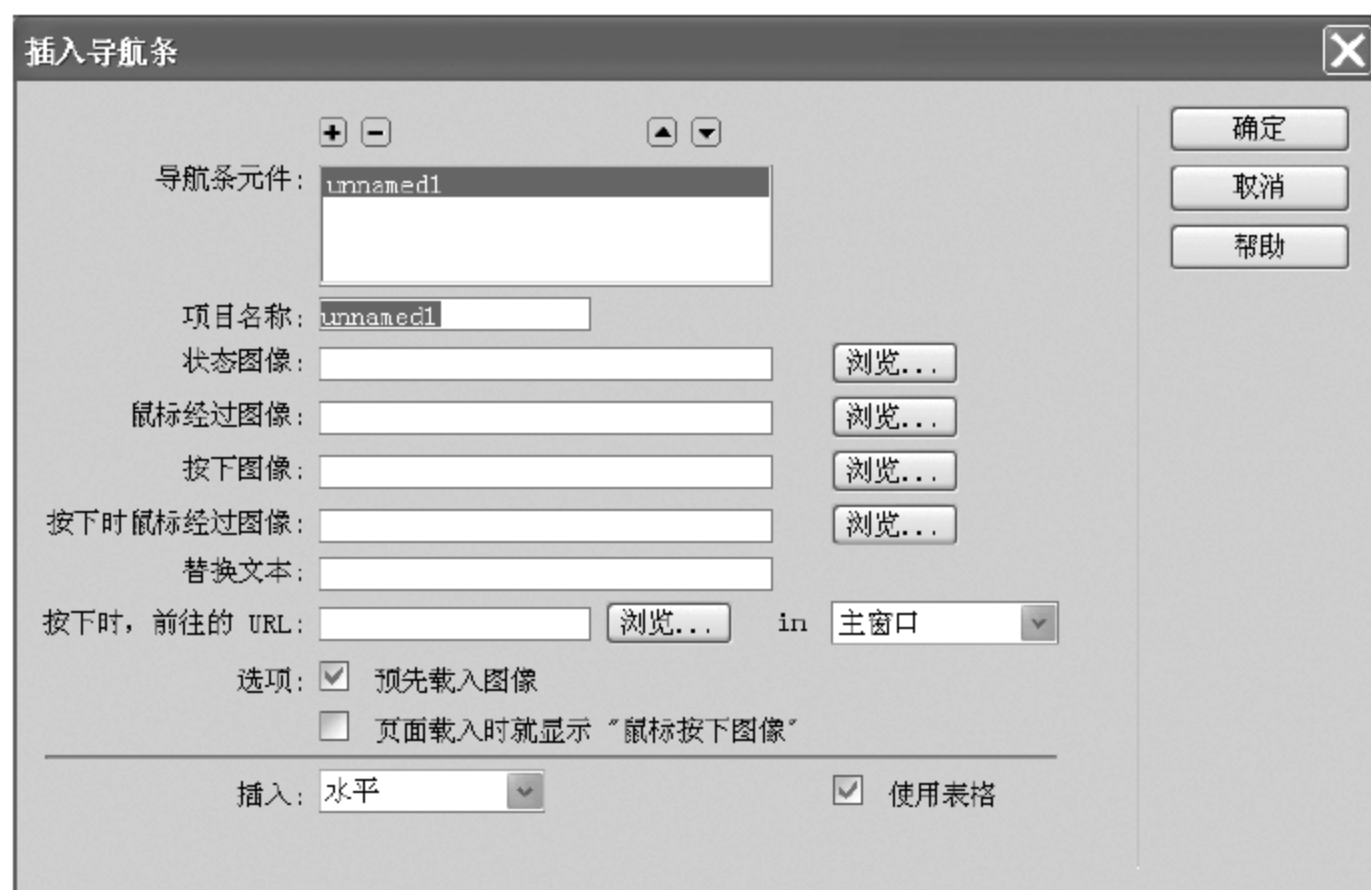 插入导航条
确定
导航条元件: unnamed1
取消
帮助
项目名称: unnamed1
状态图像: 浏览...
鼠标经过图像: 浏览...
按下图像: 浏览...
按下时鼠标经过图像: 浏览...
替换文本:
按下时，前往的 URL: 浏览... in 主窗口
选项: 预先载入图像
页面载入时就显示 "鼠标按下图像"
插入: 水平 使用表格